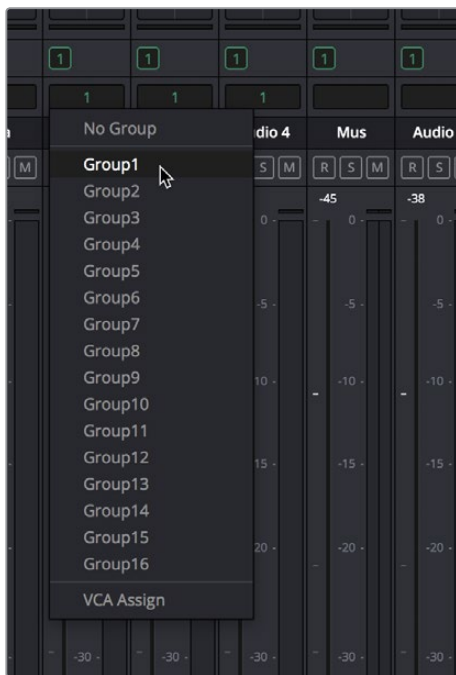 1 1 1 1 1
1 1 1
No Group
dio 4 Mus Audio
M S M R S M R S
Group1
-45 -38
Group2
Group3
0 - - 0 - - 0 -
Group4
Group5
Group6
-5 - -5 - -5 -
Group7
Group8
Group9
10 - -10 - -10 -
Group10
Group11
Group12
15 - -15 - -15 -
Group13
Group14
Group15
20 - -20 - -20 -
Group16
VCA Assign
-30 - -30 - -30 - -30 - -30 -